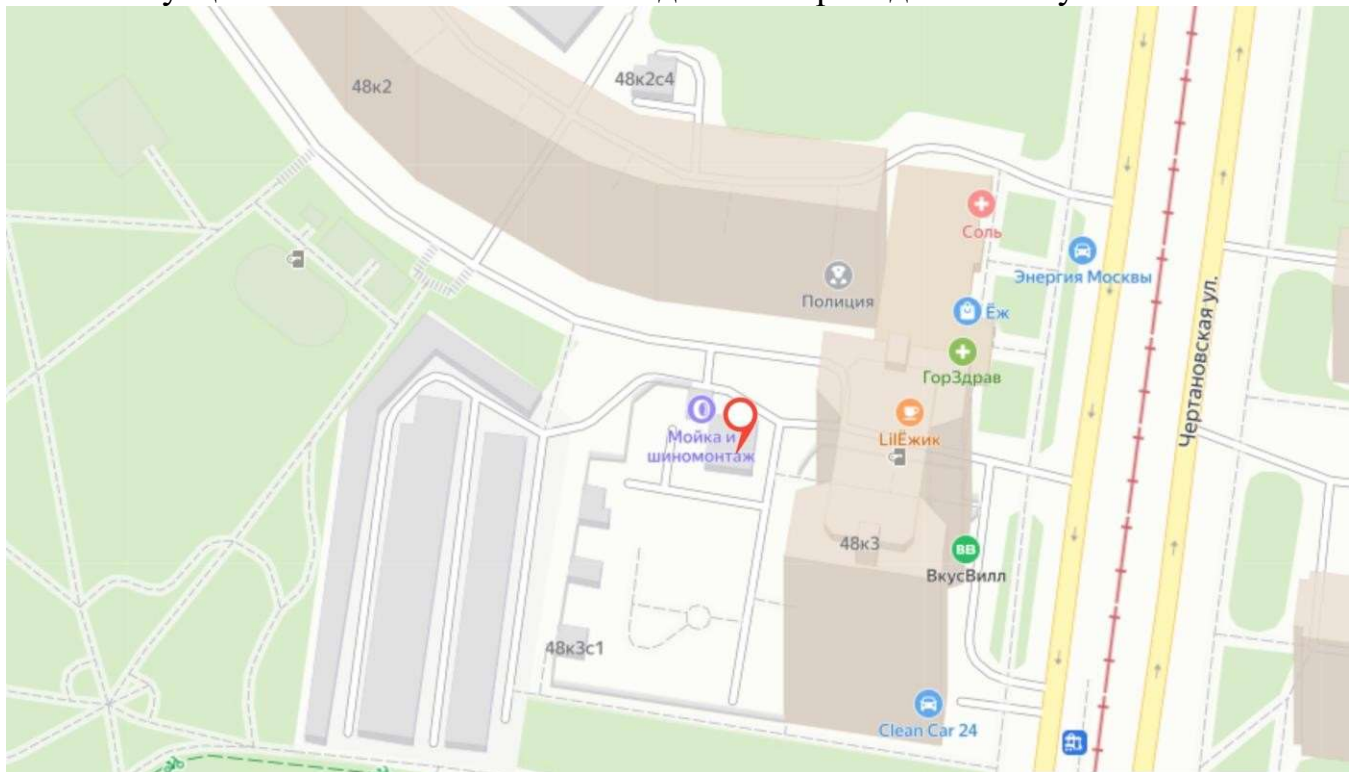 48к2
48к2с4
Соль
Энергия Москвы
Полиция
Ёж
ГорЗдрав
Чертановская ул.
Мойка и
шиномонтаж
LilЁжик
48к3
ВВ
ВкусВилл
48к3с1
Clean Car 24